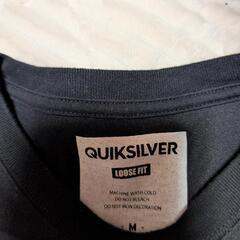 QUIKSILVER
LOOSE FIT
MACHINE WASH COLD
DO NOT BLEACH
DO NOT IRON DECORATION
M